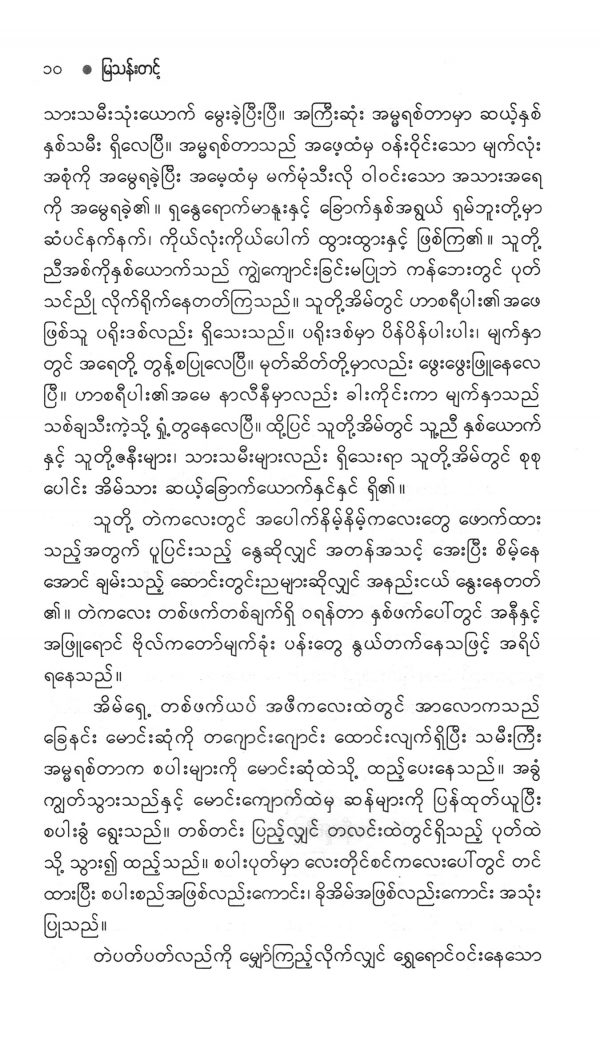 ၁၀ ● မြသန်းတင့်
သားသမီးသုံးယောက် မွေးခဲ့ပြီးပြီ။ အကြီးဆုံး အမ္မရစ်တာမှာ ဆယ့်နှစ်
နှစ်သမီး ရှိလေပြီ။ အမ္မရစ်တာသည် အဖေ့ထံမှ ဝန်းဝိုင်းသော မျက်လုံး
အစုံကို အမွေရခဲ့ပြီး အမေ့ထံမှ မက်မုံသီးလို ဝါဝင်းသော အသားအရေ
ကို အမွေရခဲ့၏။ ရှနွေရောက်မာနူးနှင့် ခြောက်နှစ်အရွယ် ရှမ်ဘူးတို့မှာ
ဆံပင်နက်နက်၊ ကိုယ်လုံးကိုယ်ပေါက် ထွားထွားနှင့် ဖြစ်ကြ၏။ သူတို့
ညီအစ်ကိုနှစ်ယောက်သည် ကျွဲကျောင်းခြင်းမပြုဘဲ ကန်ဘေးတွင် ပုတ်
သင်ညို လိုက်ရိုက်နေတတ်ကြသည်။ သူတို့အိမ်တွင် ဟာစရီပါး၏ အဖေ
ဖြစ်သူ ပရိုးဒစ်လည်း ရှိသေးသည်။ ပရိုးဒစ်မှာ ပိန်ပိန်ပါးပါး၊ မျက်နှာ
တွင် အရေတို့ တွန့်စပြုလေပြီ။ မုတ်ဆိတ်တို့မှာလည်း ဖွေးဖွေးဖြူနေလေ
ပြီ။ ဟာစရီပါး၏အမေ နာလီနီမှာလည်း ခါးကိုင်းကာ မျက်နှာသည်
သစ်ချသီးကဲ့သို့ ရှုံ့တွနေလေပြီ။ ထို့ပြင် သူတို့အိမ်တွင် သူ့ညီ နှစ်ယောက်
နှင့် သူတို့ဇနီးများ၊ သားသမီးများလည်း ရှိသေးရာ သူတို့အိမ်တွင် စုစု
ပေါင်း အိမ်သား ဆယ့်ခြောက်ယောက်နှင်နှင် ရှိ၏။
သူတို့ တဲကလေးတွင် အပေါက်နိမ့်နိမ့်ကလေးတွေ ဖောက်ထား
သည့်အတွက် ပူပြင်းသည့် နွေဆိုလျှင် အတန်အသင့် အေးပြီး စိမ့်နေ
အောင် ချမ်းသည့် ဆောင်းတွင်းညများဆိုလျှင် အနည်းငယ် နွေးနေတတ်
၏။ တဲကလေး တစ်ဖက်တစ်ချက်ရှိ ဝရန်တာ နှစ်ဖက်ပေါ်တွင် အနီနှင့်
အဖြူရောင် ဗိုလ်ကတော်မျက်ခုံး ပန်းတွေ နွယ်တက်နေသဖြင့် အရိပ်
ရနေသည်။
အိမ်ရှေ့ တစ်ဖက်ယပ် အဖီကလေးထဲတွင် အာလောကသည်
ခြေနင်း မောင်းဆုံကို တဂျောင်းဂျောင်း ထောင်းလျက်ရှိပြီး သမီးကြီး
အမ္မရစ်တာက စပါးများကို မောင်းဆုံထဲသို့ ထည့်ပေးနေသည်။ အခွံ
ကျွတ်သွားသည်နှင့် မောင်းကျောက်ထဲမှ ဆန်များကို ပြန်ထုတ်ယူပြီး
စပါးခွံ ရွေးသည်။ တစ်တင်း ပြည့်လျှင် တလင်းထဲတွင်ရှိသည့် ပုတ်ထဲ
သို့ သွား၍ ထည့်သည်။ စပါးပုတ်မှာ လေးတိုင်စင်ကလေးပေါ်တွင် တင်
ထားပြီး စပါးစည်အဖြစ်လည်းကောင်း၊ ခိုအိမ်အဖြစ်လည်းကောင်း အသုံး
ပြုသည်။
တဲပတ်ပတ်လည်ကို မျှော်ကြည့်လိုက်လျှင် ရွှေရောင်ဝင်းနေသော